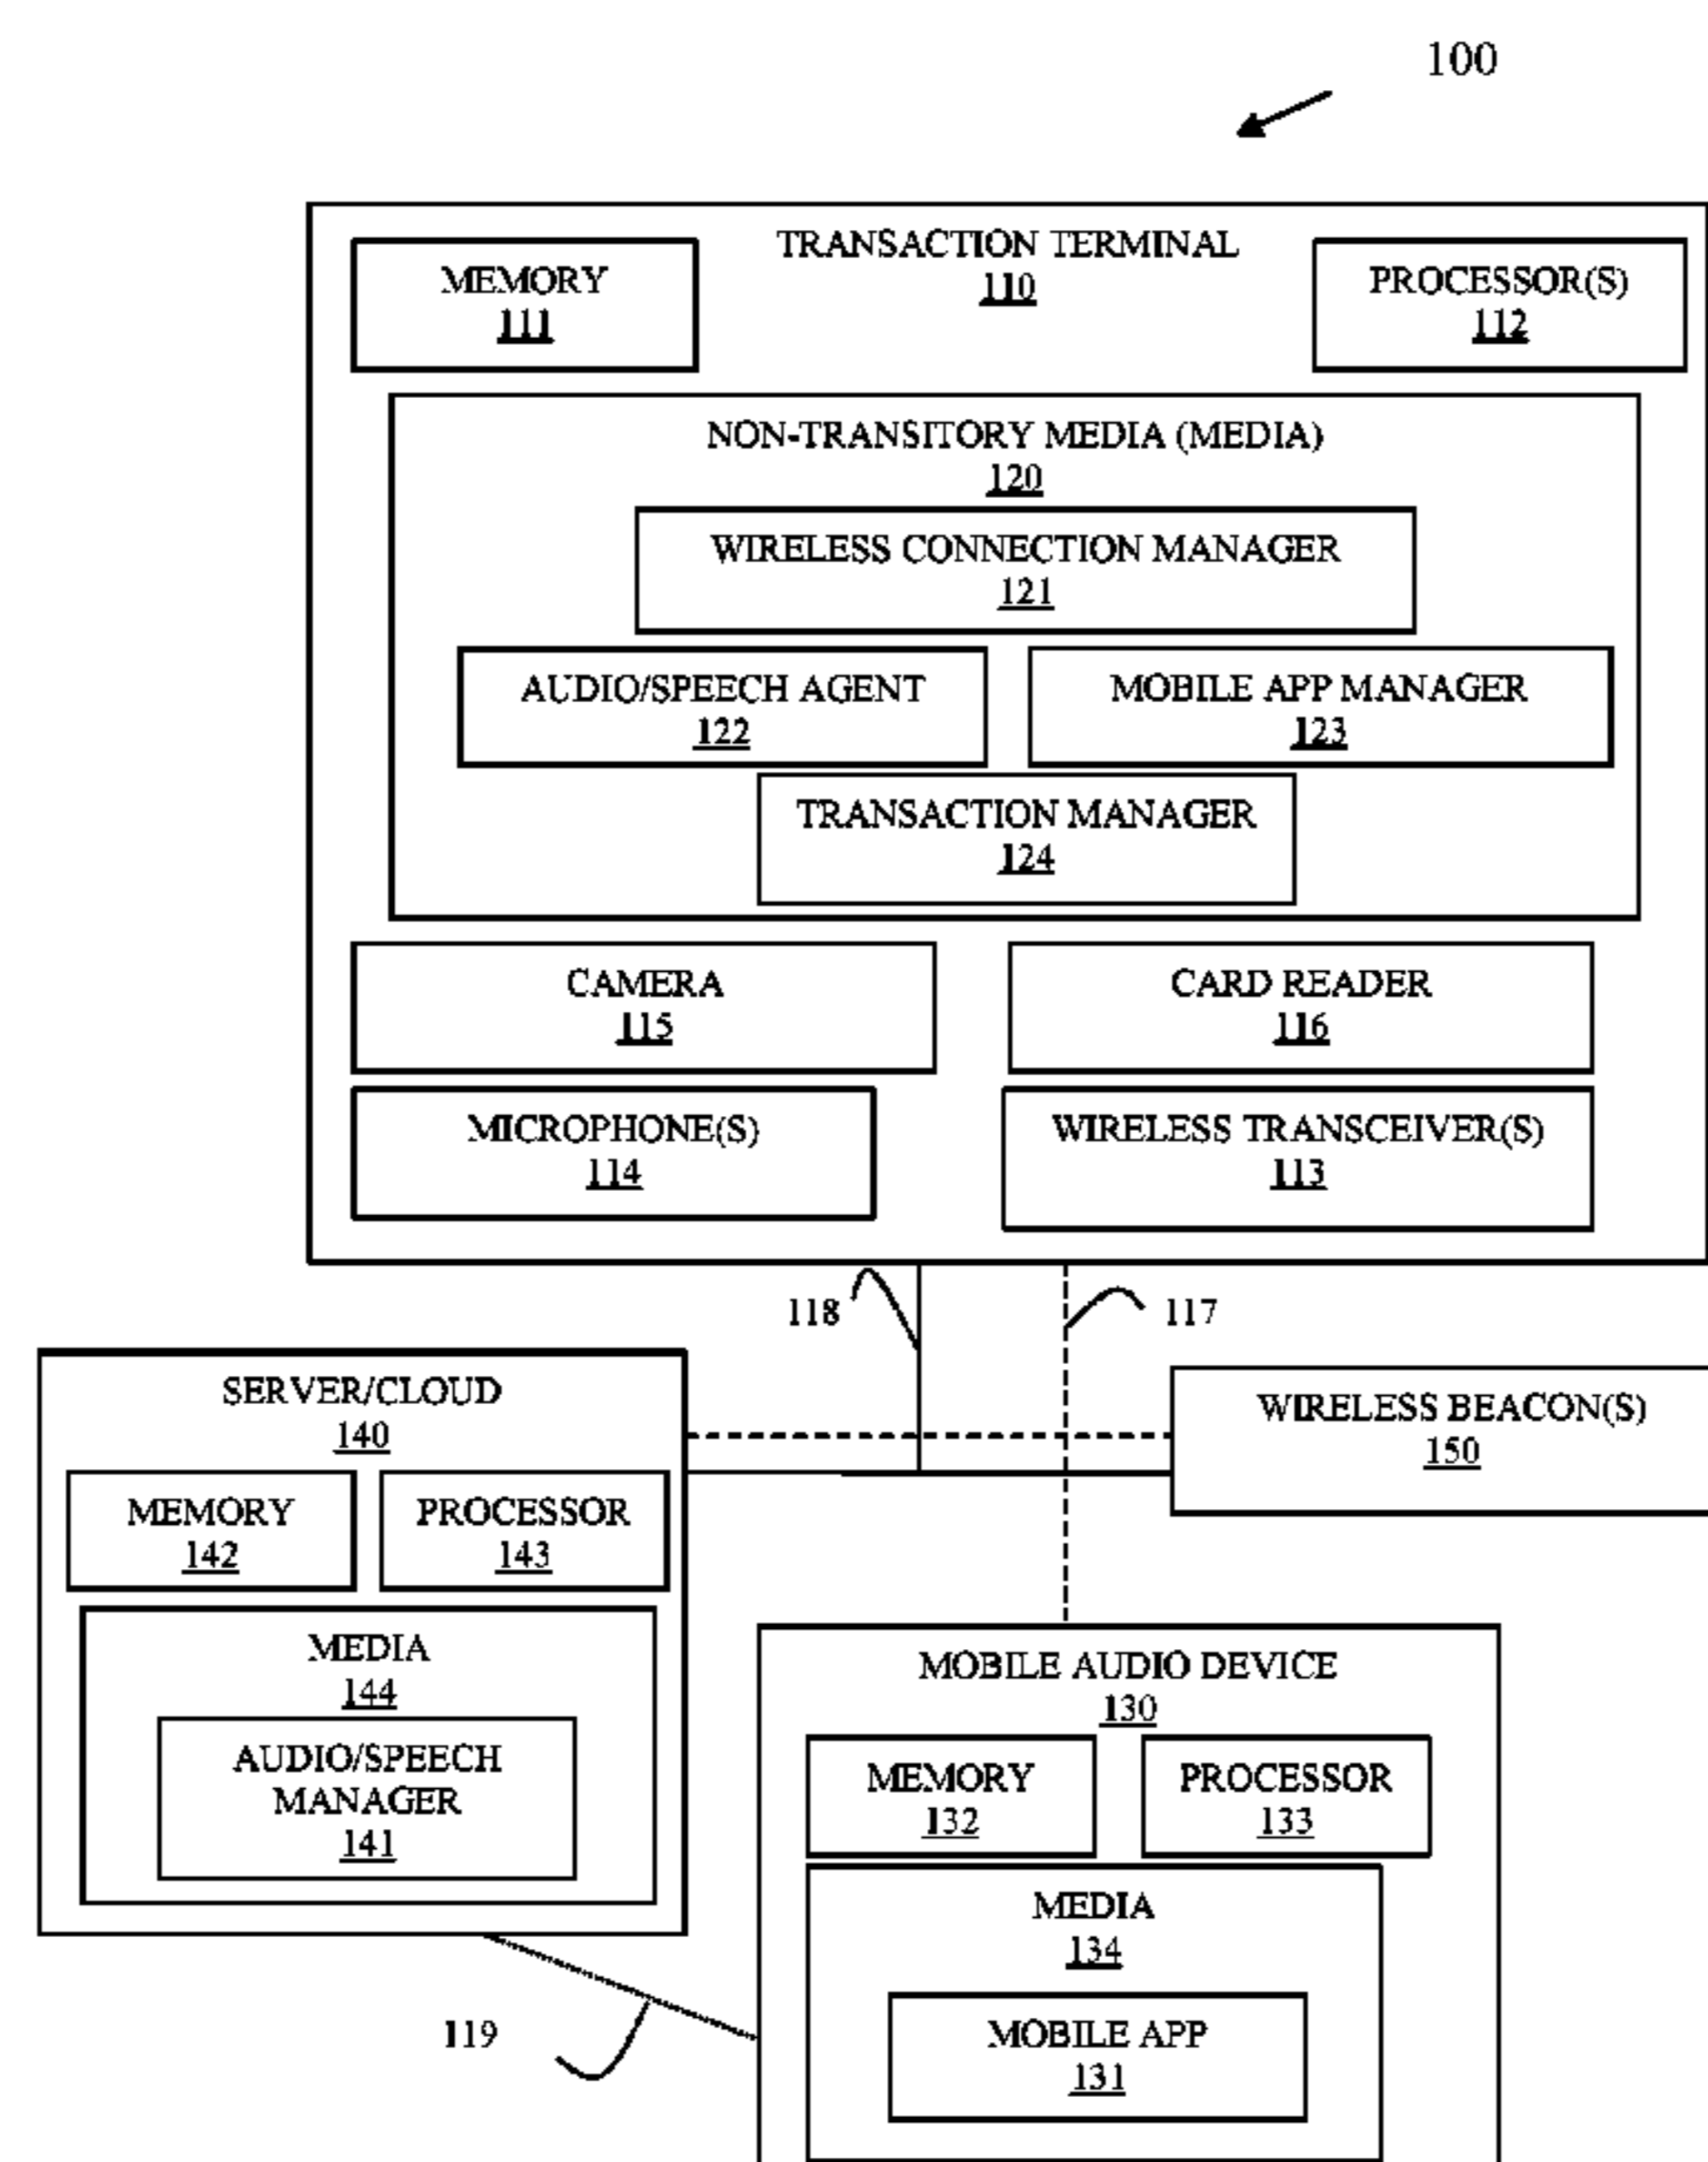 100
TRANSACTION TERMINAL
110
MEMORY
111
PROCESSOR(S)
112
NON-TRANSITORY MEDIA (MEDIA)
120
WIRELESS CONNECTION MANAGER
121
AUDIO/SPEECH AGENT
122
MOBILE APP MANAGER
123
TRANSACTION MANAGER
124
CAMERA
115
CARD READER
116
MICROPHONE(S)
114
WIRELESS TRANSCEIVER(S)
113
118
117
SERVER/CLOUD
140
MEMORY
142
PROCESSOR
143
MEDIA
144
AUDIO/SPEECH
MANAGER
141
WIRELESS BEACON(S)
150
MOBILE AUDIO DEVICE
130
MEMORY
132
PROCESSOR
133
MEDIA
134
MOBILE APP
131
119